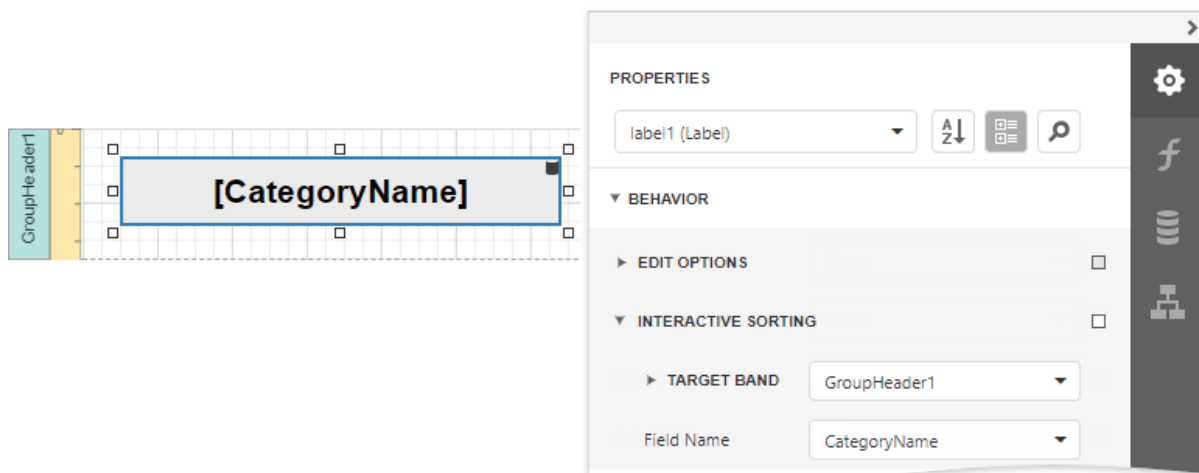 GroupHeader1
[CategoryName]
PROPERTIES
label1 (Label)
A
Z
BEHAVIOR
EDIT OPTIONS
INTERACTIVE SORTING
TARGET BAND GroupHeader1
Field Name CategoryName